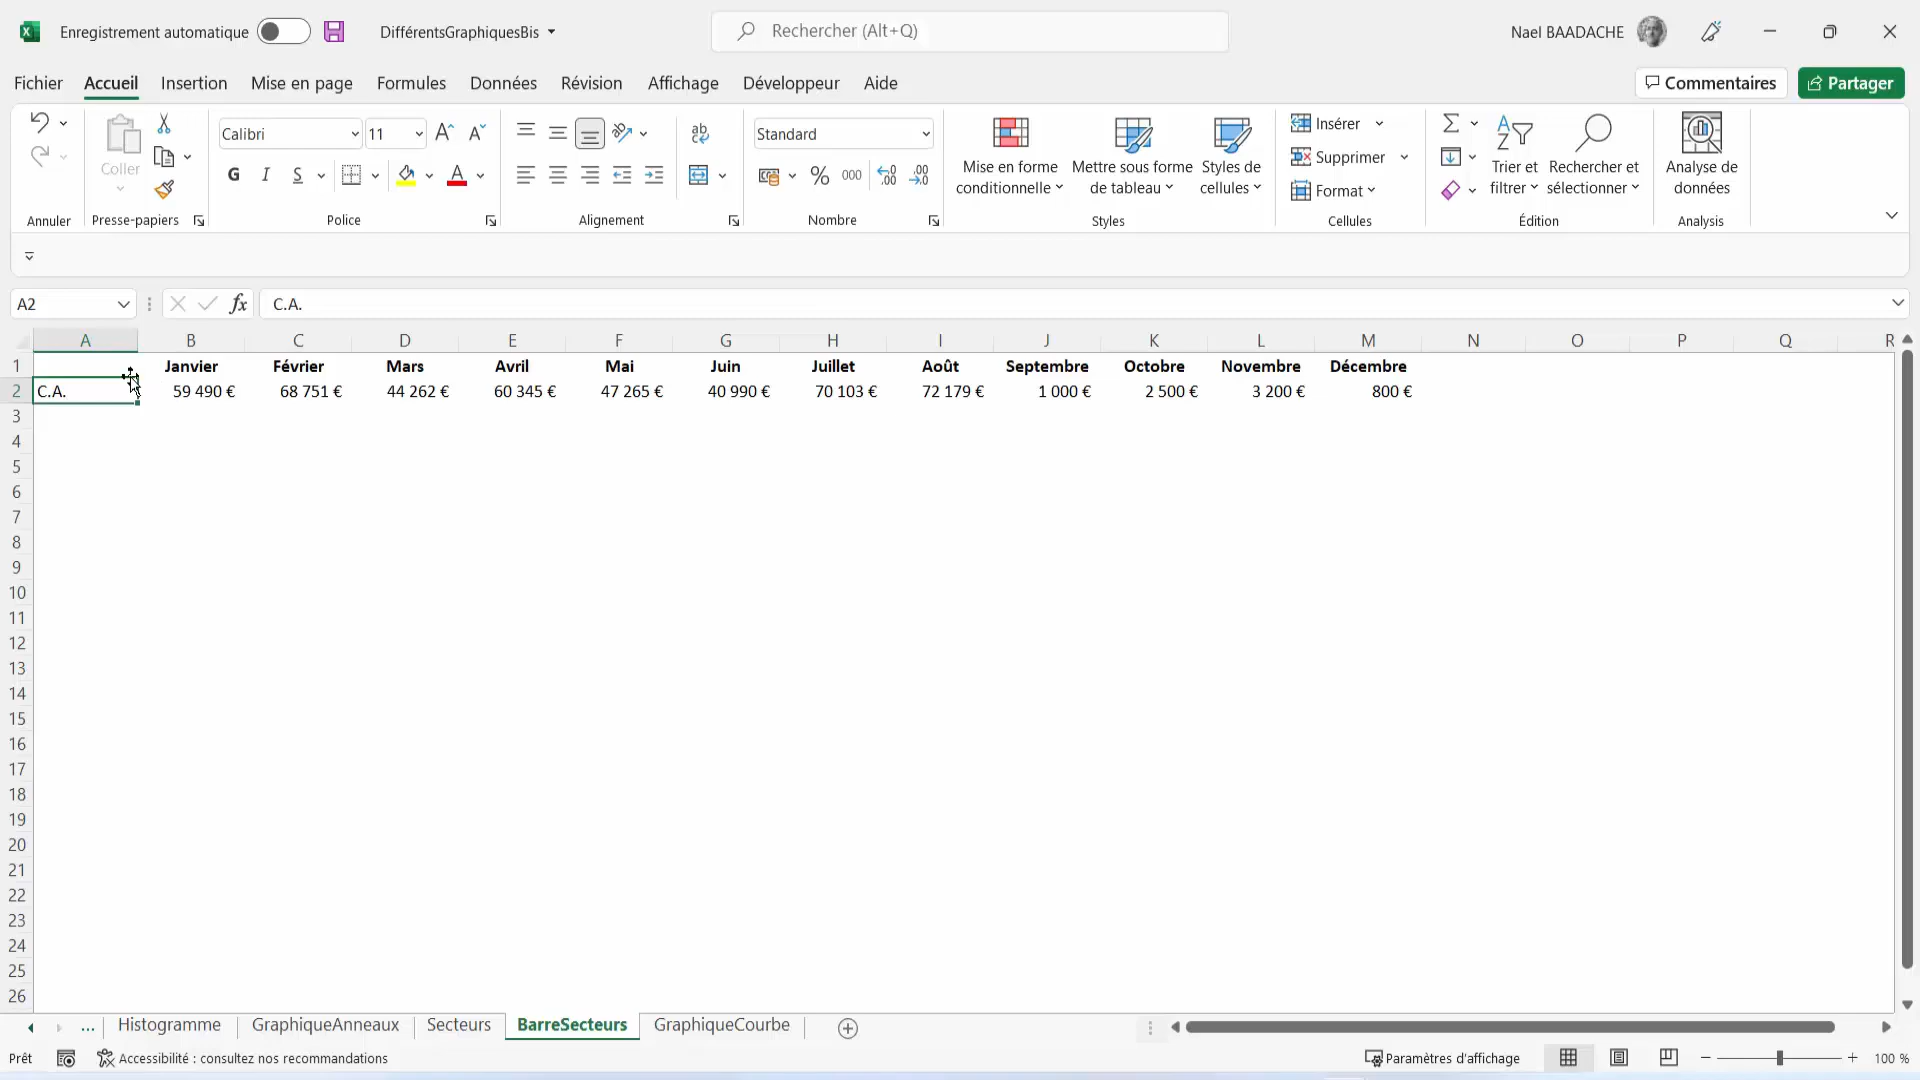 Enregistrement automatique DifférentsGraphiquesBis Rechercher (Alt+Q) Nael BAADACHE
Fichier Accueil Insertion Mise en page Formules Données Révision Affichage Développeur Aide Commentaires Partager
Coller
Calibri 11
G I S A
ab
Standard
% 000
Mise en forme conditionnelle
Mettre sous forme de tableau
Styles de cellules
Insérer
Supprimer
Format
Trier et filtrer
Rechercher et sélectionner
Analyse de données
Annuler Presse-papiers Police Alignement Nombre Styles Cellules Édition Analysis
A2 fx C.A.
A B C D E F G H I J K L M N O P Q R
1 Janvier Février Mars Avril Mai Juin Juillet Août Septembre Octobre Novembre Décembre
2 C.A. 59 490 € 68 751 € 44 262 € 60 345 € 47 265 € 40 990 € 70 103 € 72 179 € 1 000 € 2 500 € 3 200 € 800 €
3
4
5
6
7
8
9
10
11
12
13
14
15
16
17
18
19
20
21
22
23
24
25
26
... Histogramme GraphiqueAnneaux Secteurs BarreSecteurs GraphiqueCourbe
Prêt Accessibilité : consultez nos recommandations Paramètres d'affichage 100 %